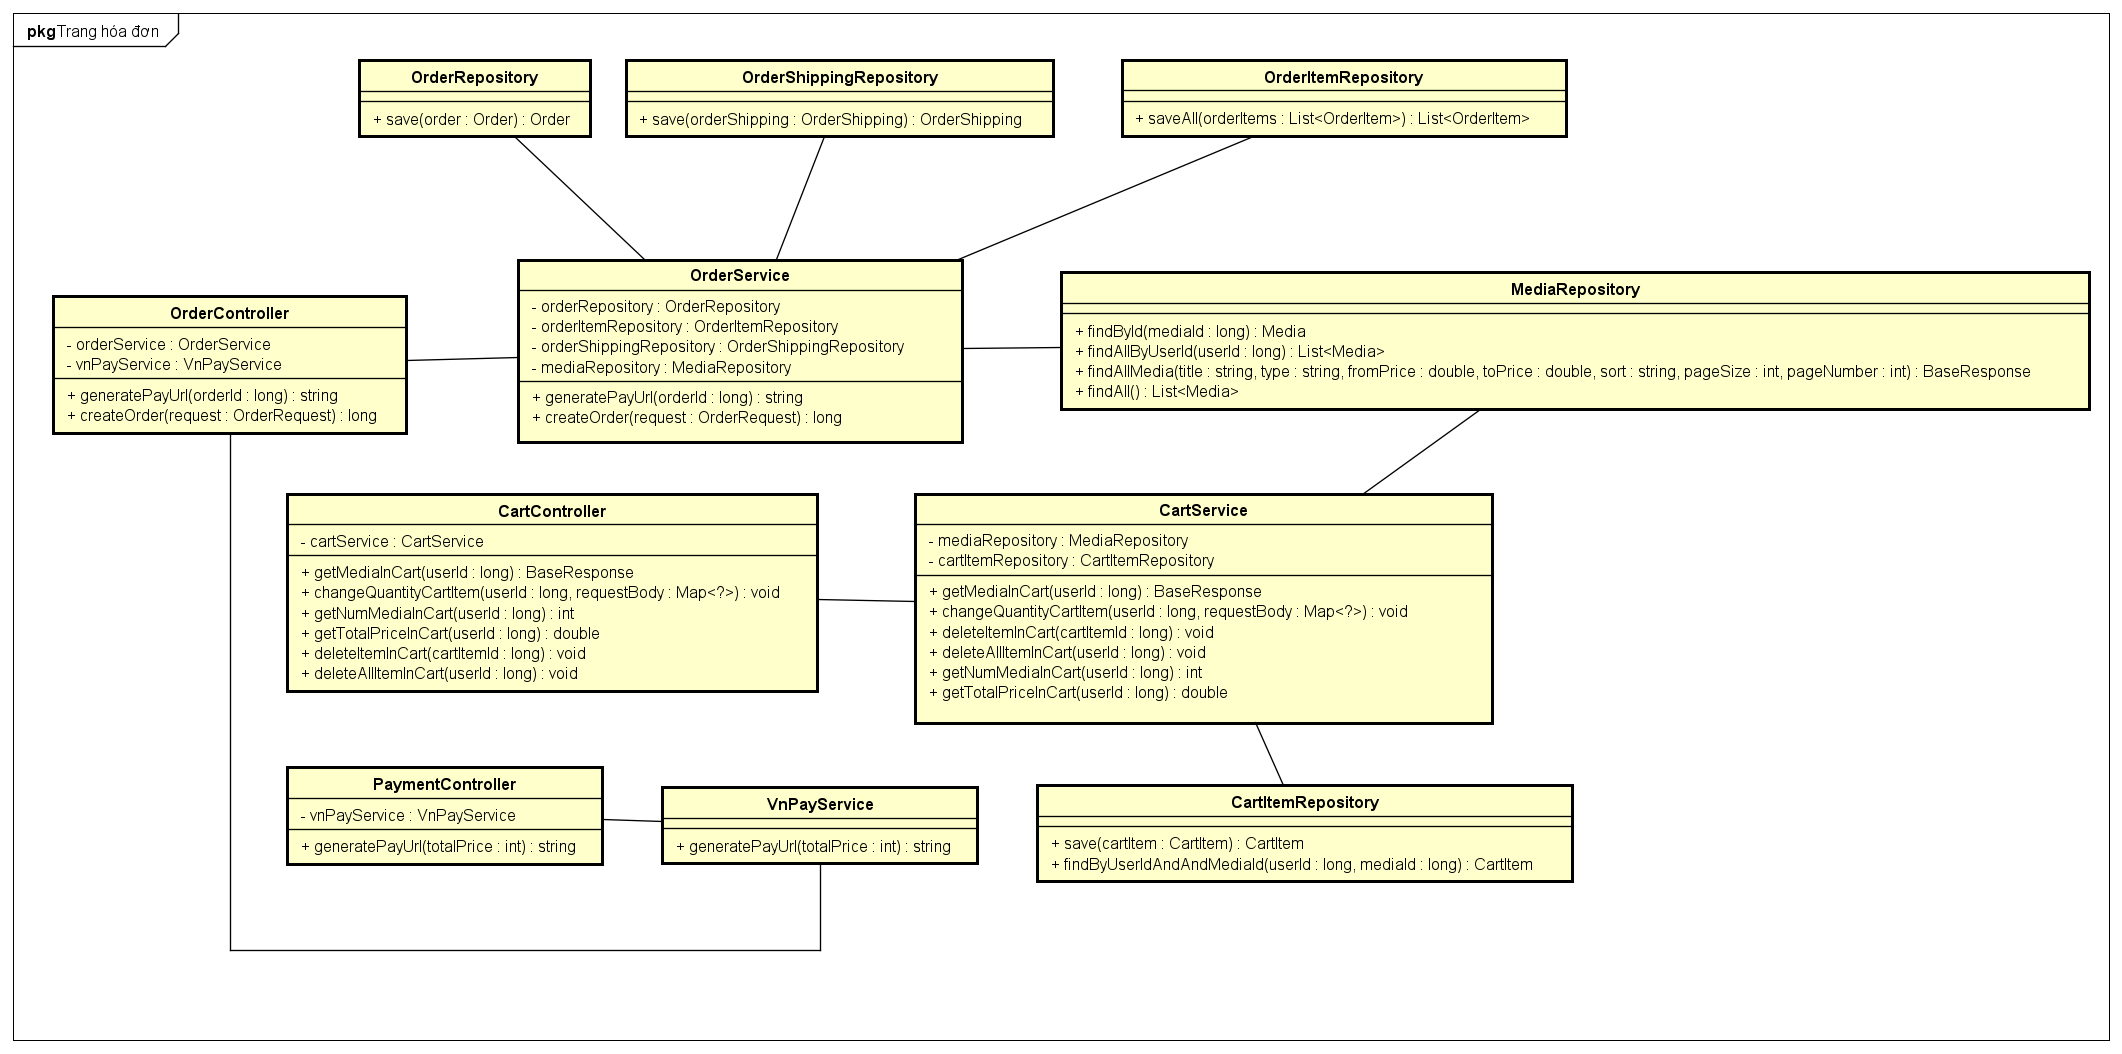 pkg Trang hóa đơn
OrderRepository
+ save(order : Order) : Order
OrderShippingRepository
+ save(orderShipping : OrderShipping) : OrderShipping
OrderItemRepository
+ saveAll(orderItems : List<OrderItem>) : List<OrderItem>
OrderController
- orderService : OrderService
- vnPayService : VnPayService
+ generatePayUrl(orderId : long) : string
+ createOrder(request : OrderRequest) : long
OrderService
- orderRepository : OrderRepository
- orderItemRepository : OrderItemRepository
- orderShippingRepository : OrderShippingRepository
- mediaRepository : MediaRepository
+ generatePayUrl(orderId : long) : string
+ createOrder(request : OrderRequest) : long
MediaRepository
+ findById(mediaId : long) : Media
+ findAllByUserId(userId : long) : List<Media>
+ findAllMedia(title : string, type : string, fromPrice : double, toPrice : double, sort : string, pageSize : int, pageNumber : int) : BaseResponse
+ findAll() : List<Media>
CartController
- cartService : CartService
+ getMediaInCart(userId : long) : BaseResponse
+ changeQuantityCartItem(userId : long, requestBody : Map<?>) : void
+ getNumMediaInCart(userId : long) : int
+ getTotalPriceInCart(userId : long) : double
+ deleteItemInCart(cartItemId : long) : void
+ deleteAllItemInCart(userId : long) : void
CartService
- mediaRepository : MediaRepository
- cartItemRepository : CartItemRepository
+ getMediaInCart(userId : long) : BaseResponse
+ changeQuantityCartItem(userId : long, requestBody : Map<?>) : void
+ deleteItemInCart(cartItemId : long) : void
+ deleteAllItemInCart(userId : long) : void
+ getNumMediaInCart(userId : long) : int
+ getTotalPriceInCart(userId : long) : double
PaymentController
- vnPayService : VnPayService
+ generatePayUrl(totalPrice : int) : string
VnPayService
+ generatePayUrl(totalPrice : int) : string
CartItemRepository
+ save(cartItem : CartItem) : CartItem
+ findByUserIdAndAndMediaId(userId : long, mediaId : long) : CartItem